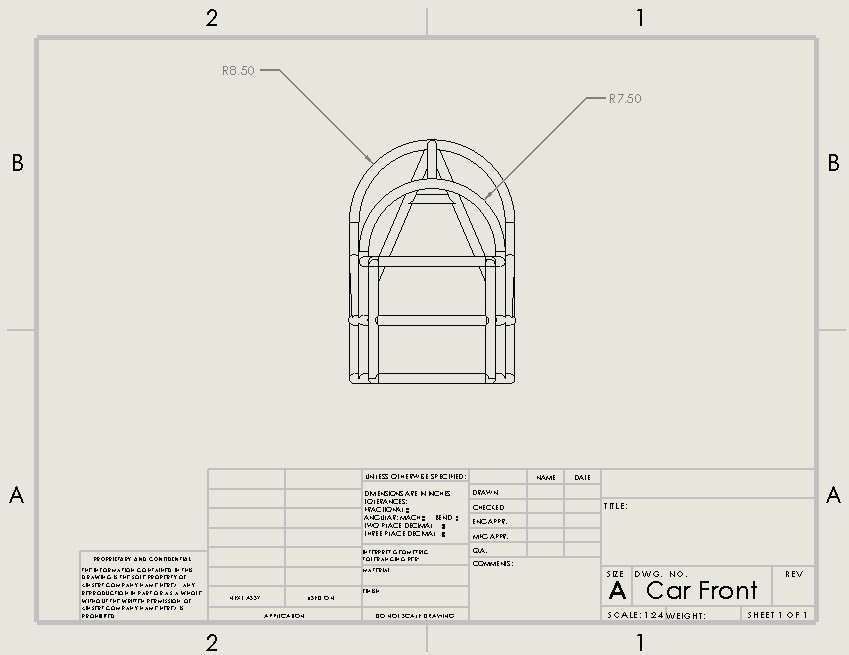 2
1
B
B
R8.50
R7.50
A
A
UNLESS OTHERWISE SPECIFIED:
DIMENSIONS ARE IN INCHES
TOLERANCES:
FRACTIONAL±
ANGULAR: MACH± BEND ±
TWO PLACE DECIMAL ±
THREE PLACE DECIMAL ±
INTERPRET GEOMETRIC
TOLERANCING PER:
MATERIAL
FINISH
DO NOT SCALE DRAWING
NAME
DATE
DRAWN
CHECKED
ENG APPR.
MFG APPR.
Q.A.
COMMENTS:
TITLE:
SIZE
A
DWG. NO.
Car Front
REV
SCALE: 1:24
WEIGHT:
SHEET 1 OF 1
PROPRIETARY AND CONFIDENTIAL
THE INFORMATION CONTAINED IN THIS
DRAWING IS THE SOLE PROPERTY OF
<INSERT COMPANY NAME HERE>. ANY
REPRODUCTION IN PART OR AS A WHOLE
WITHOUT THE WRITTEN PERMISSION OF
<INSERT COMPANY NAME HERE> IS
PROHIBITED.
NEXT ASSY
USED ON
APPLICATION
2
1